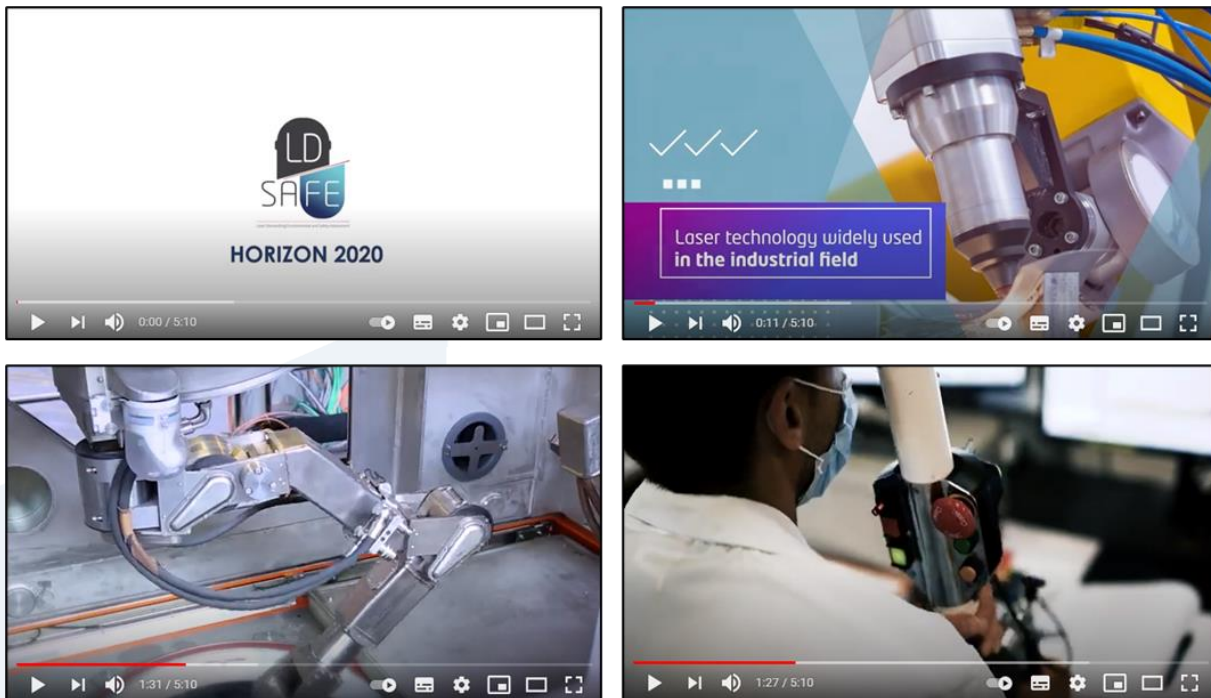 LD
SAFE
HORIZON 2020
0:00 / 5:10
Laser technology widely used
in the industrial field
0:11 / 5:10
1:31 / 5:10
1:27 / 5:10